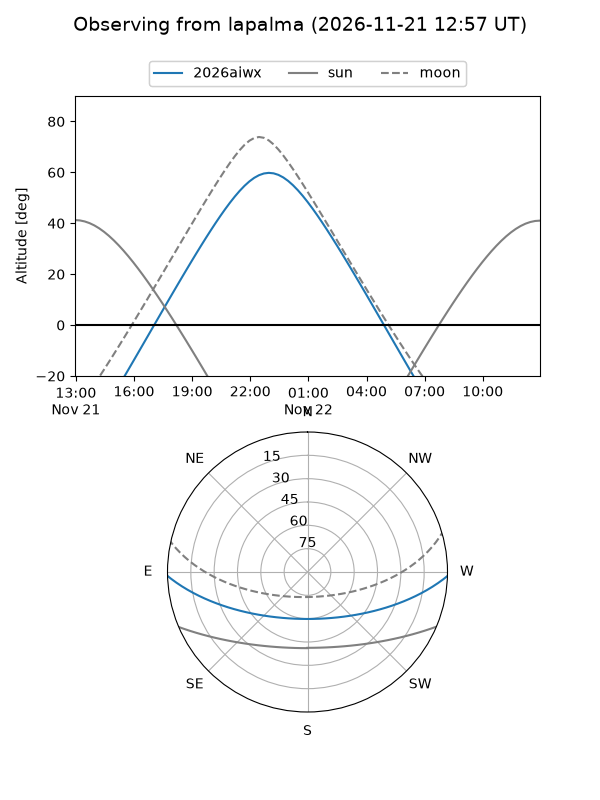 Observing from lapalma (2026-11-21 12:57 UT)
2026aiwx sun moon
Altitude [deg]
80
60
40
20
0
−20
13:00 16:00 19:00 22:00 01:00 04:00 07:00 10:00
Nov 21 Nov 22
N
NE NW
15
30
45
60
75
E W
SE SW
S